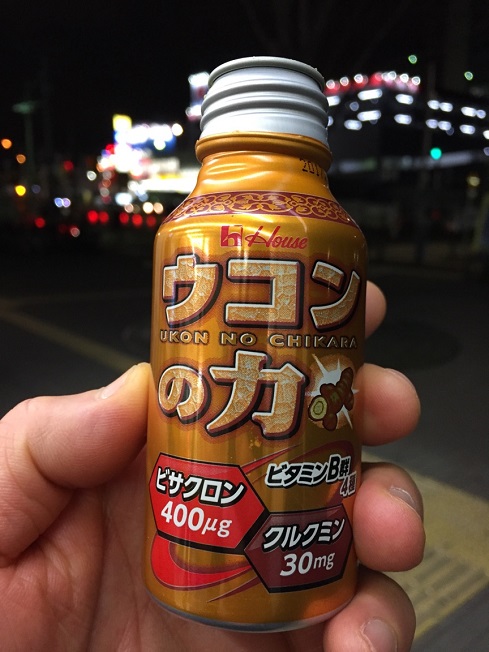 House
ウコン
UKON NO CHIKARA
の力
ビタミンB群
4種
ビサクロン
400μg
クルクミン
30mg